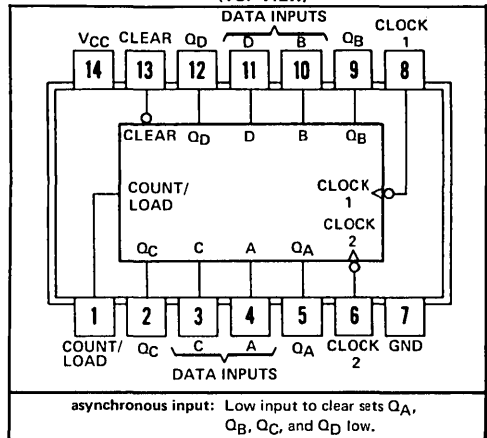 (TOP VIEW)
DATA INPUTS
VCC CLEAR QD D B QB CLOCK 1
14 13 12 11 10 9 8
CLEAR QD D B QB
COUNT/
LOAD
CLOCK
1
CLOCK
2
QC C A QA
1 2 3 4 5 6 7
COUNT/
LOAD
QC C A QA CLOCK 2 GND
DATA INPUTS
asynchronous input: Low input to clear sets QA,
QB, QC, and QD low.